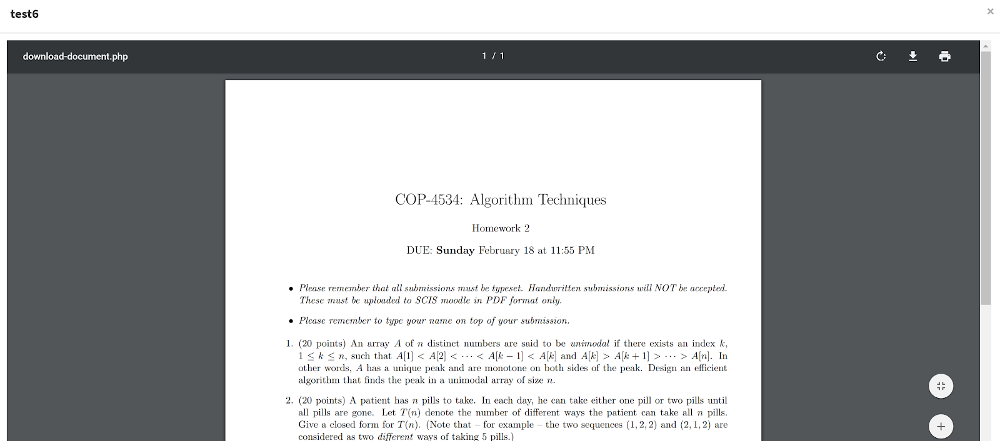 test6
×
download-document.php
1 / 1
COP-4534: Algorithm Techniques
Homework 2
DUE: Sunday February 18 at 11:55 PM
• Please remember that all submissions must be typeset. Handwritten submissions will NOT be accepted.
These must be uploaded to SCIS moodle in PDF format only.
• Please remember to type your name on top of your submission.
1. (20 points) An array A of n distinct numbers are said to be unimodal if there exists an index k,
1 ≤ k ≤ n, such that A[1] < A[2] < ··· < A[k − 1] < A[k] and A[k] > A[k + 1] > ··· > A[n]. In
other words, A has a unique peak and are monotone on both sides of the peak. Design an efficient
algorithm that finds the peak in a unimodal array of size n.
2. (20 points) A patient has n pills to take. In each day, he can take either one pill or two pills until
all pills are gone. Let T(n) denote the number of different ways the patient can take all n pills.
Give a closed form for T(n). (Note that – for example – the two sequences (1, 2, 2) and (2, 1, 2) are
considered as two different ways of taking 5 pills.)